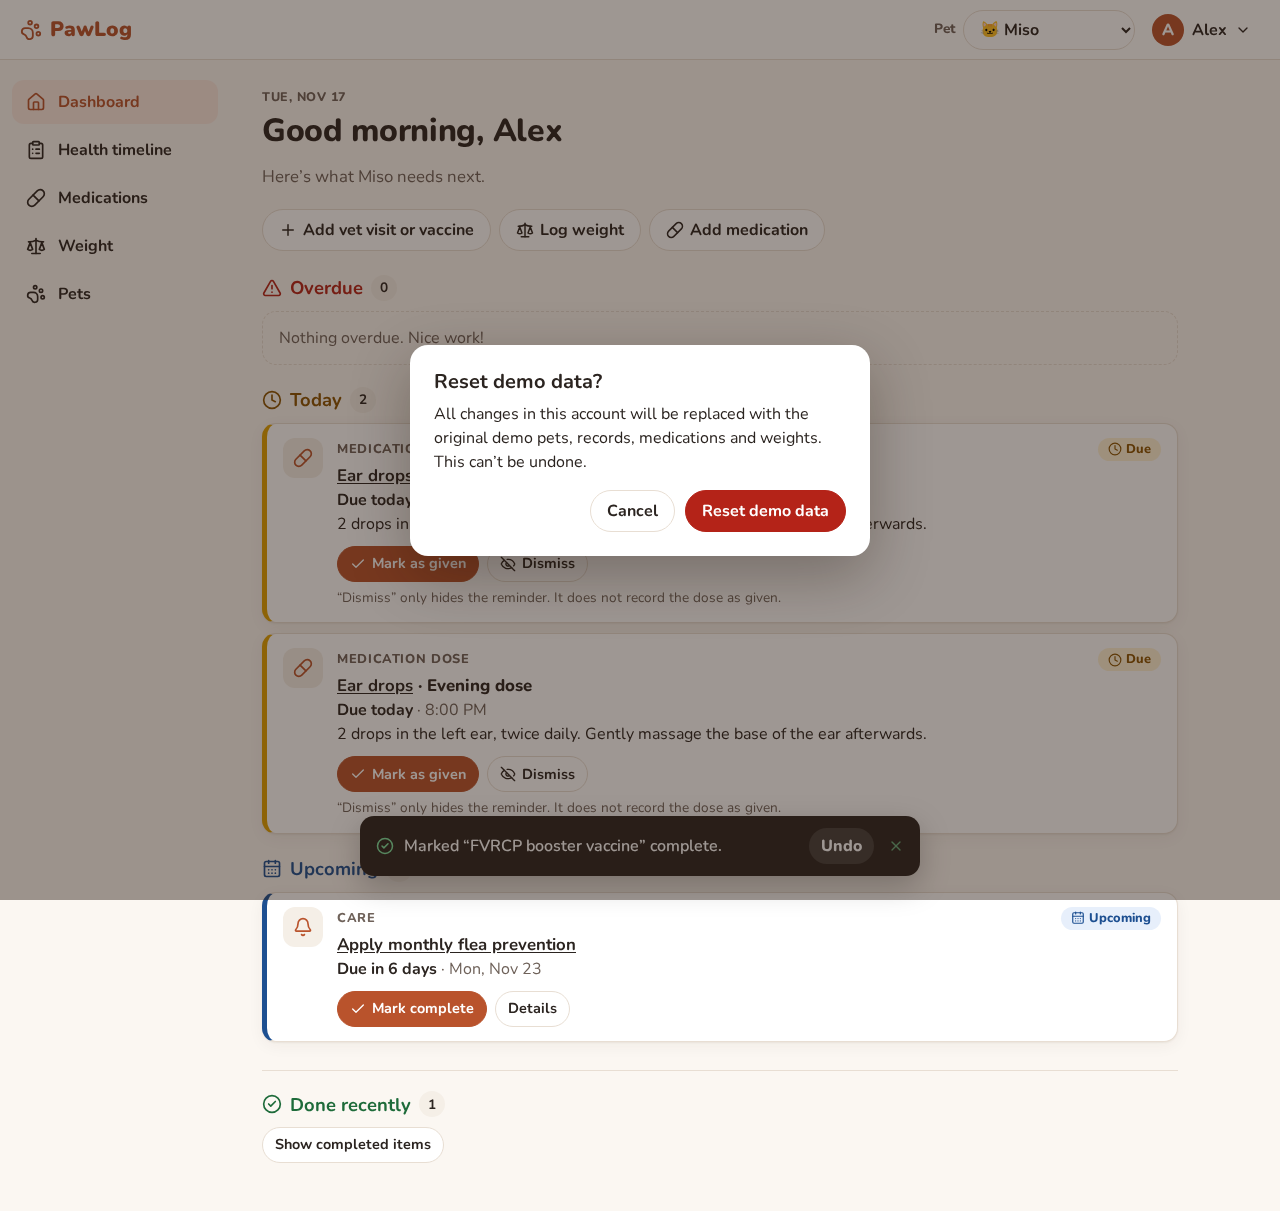 PawLog
Pet
Miso
A
Alex
Dashboard
Health timeline
Medications
Weight
Pets
TUE, NOV 17
Good morning, Alex
Here’s what Miso needs next.
Add vet visit or vaccine
Log weight
Add medication
Overdue
0
Nothing overdue. Nice work!
Today
2
Reset demo data?
All changes in this account will be replaced with the
original demo pets, records, medications and weights.
This can’t be undone.
Cancel
Reset demo data
Due
Ear drops
Due today
2 drops in
Mark as given
Dismiss
“Dismiss” only hides the reminder. It does not record the dose as given.
MEDICATION DOSE
Due
Ear drops · Evening dose
Due today · 8:00 PM
2 drops in the left ear, twice daily. Gently massage the base of the ear afterwards.
Mark as given
Dismiss
“Dismiss” only hides the reminder. It does not record the dose as given.
Marked “FVRCP booster vaccine” complete.
Undo
Upcoming
CARE
Upcoming
Apply monthly flea prevention
Due in 6 days · Mon, Nov 23
Mark complete
Details
Done recently
1
Show completed items